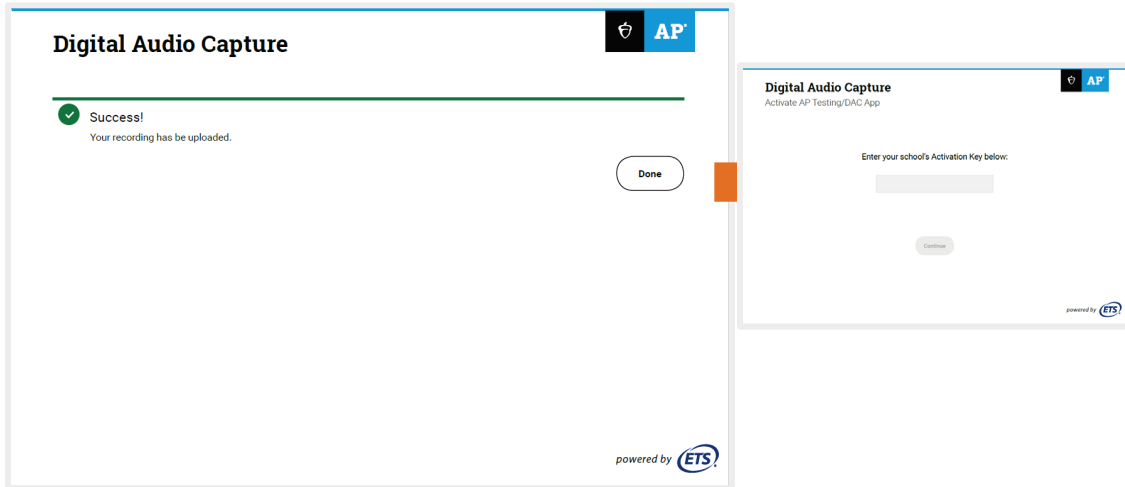 Digital Audio Capture
AP
Success!
Your recording has be uploaded.
Done
powered by ETS
Digital Audio Capture
AP
Activate AP Testing/DAC App
Enter your school's Activation Key below:
Continue
powered by ETS